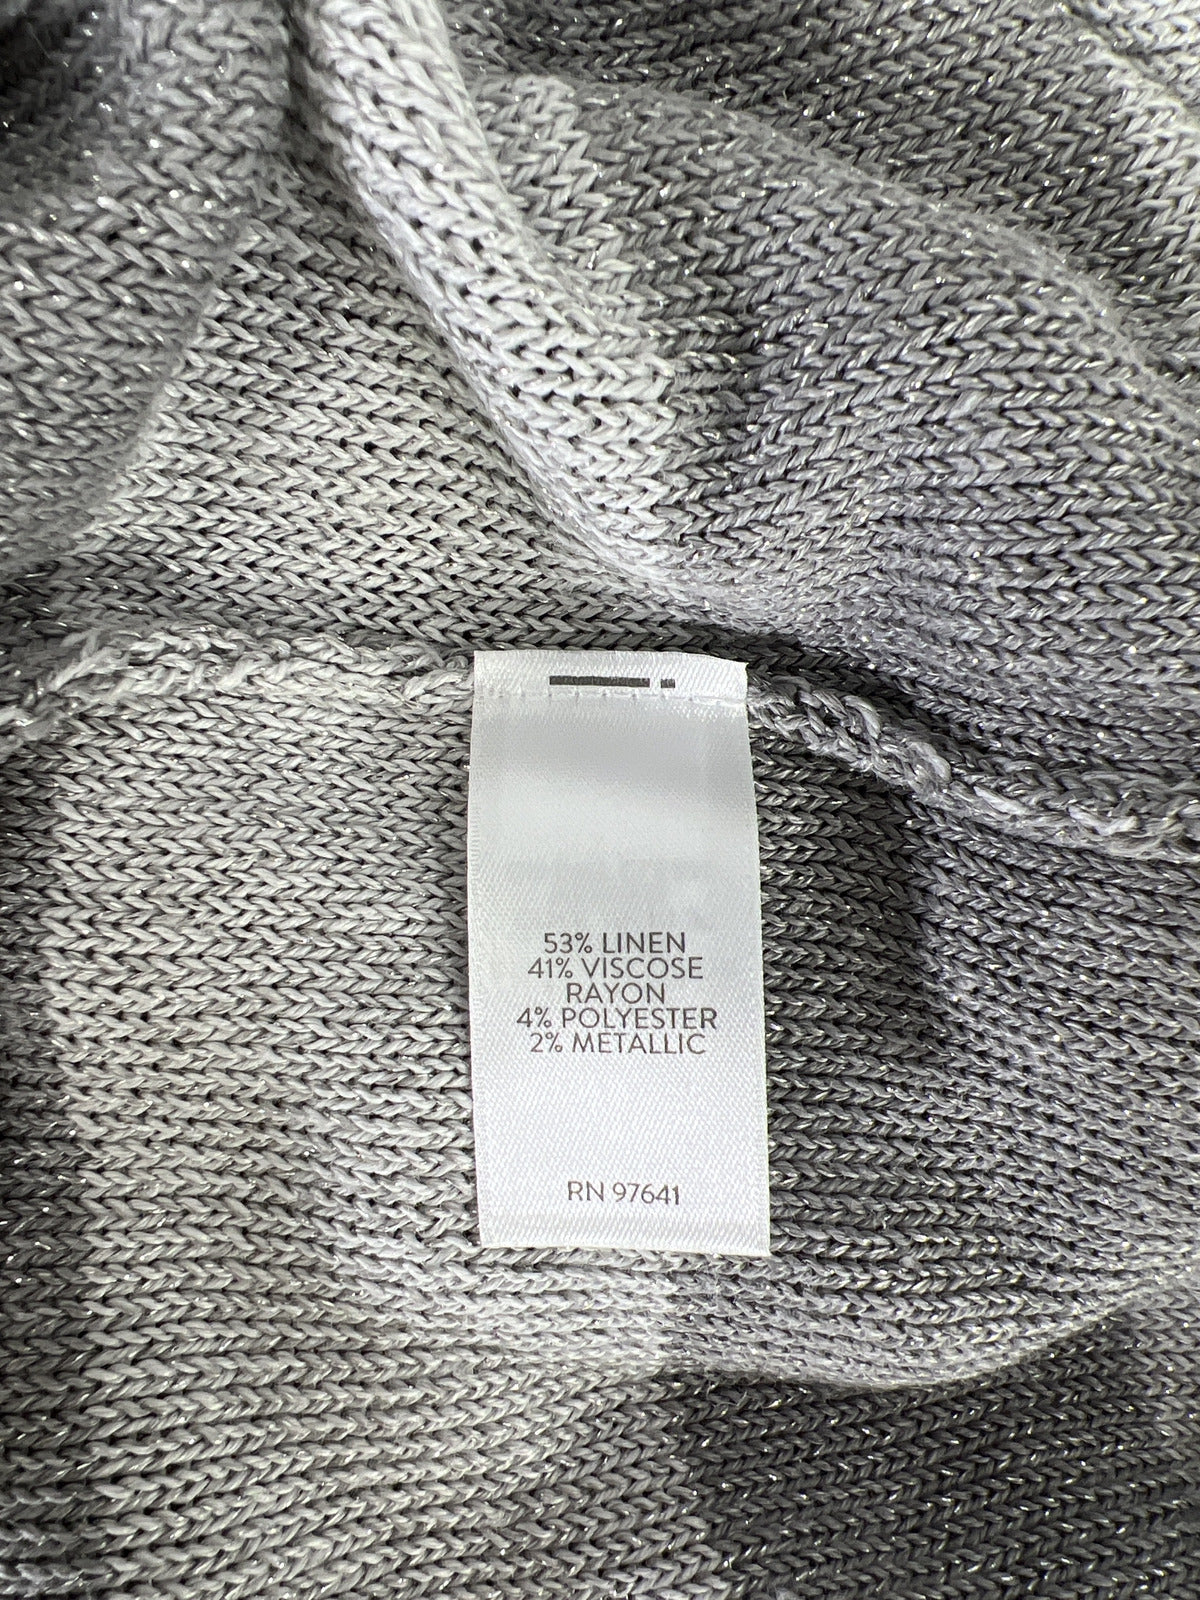 53% LINEN
41% VISCOSE
RAYON
4% POLYESTER
2% METALLIC
RN 97641